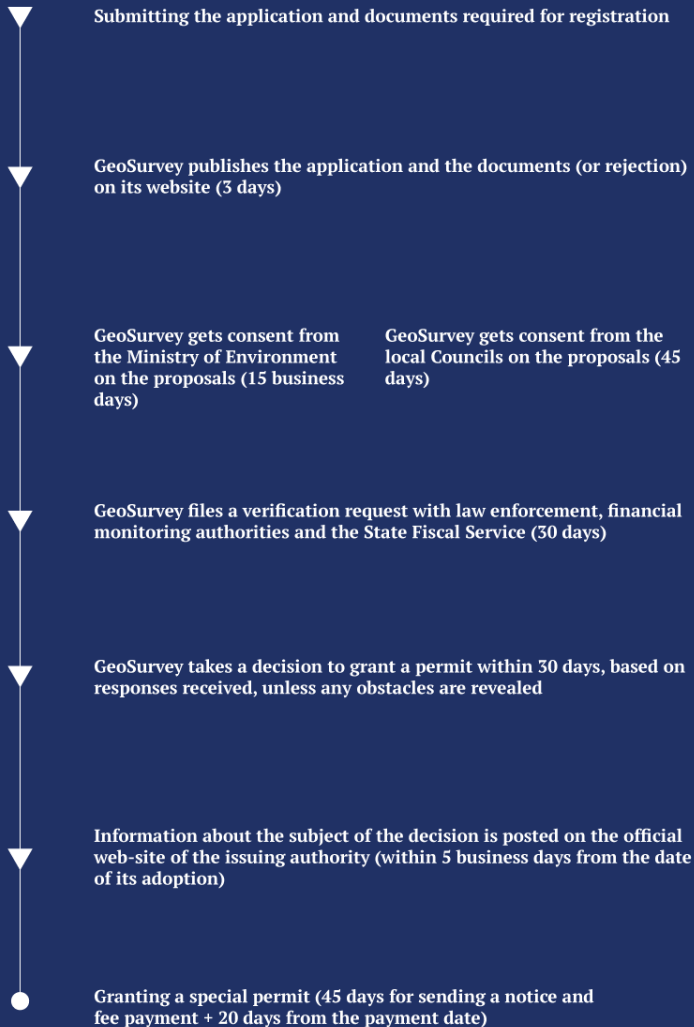 Submitting the application and documents required for registration
GeoSurvey publishes the application and the documents (or rejection)
on its website (3 days)
GeoSurvey gets consent from
the Ministry of Environment
on the proposals (15 business
days)
GeoSurvey gets consent from the
local Councils on the proposals (45
days)
GeoSurvey files a verification request with law enforcement, financial
monitoring authorities and the State Fiscal Service (30 days)
GeoSurvey takes a decision to grant a permit within 30 days, based on
responses received, unless any obstacles are revealed
Information about the subject of the decision is posted on the official
web-site of the issuing authority (within 5 business days from the date
of its adoption)
Granting a special permit (45 days for sending a notice and
fee payment + 20 days from the payment date)